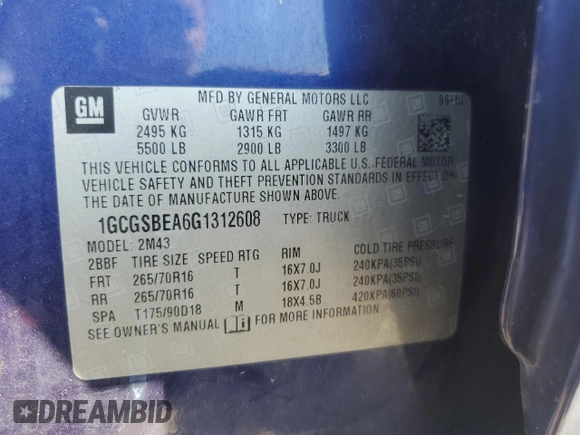 GM
MFD BY GENERAL MOTORS LLC
GVWR GAWR FRT GAWR RR
2495 KG 1315 KG 1497 KG
5500 LB 2900 LB 3300 LB
THIS VEHICLE CONFORMS TO ALL APPLICABLE U.S. FEDERAL MOTOR
VEHICLE SAFETY AND THEFT PREVENTION STANDARDS IN EFFECT ON
THE DATE OF MANUFACTURE SHOWN ABOVE.
1GCGSBEA6G1312608 TYPE: TRUCK
MODEL: 2M43
2BBF TIRE SIZE SPEED RTG RIM COLD TIRE PRESSURE
FRT 265/70R16 T 16X7.0J 240KPA(35PSI)
RR 265/70R16 T 16X7.0J 240KPA(35PSI)
SPA T175/90D18 M 18X4.5B 420KPA(60PSI)
SEE OWNER'S MANUAL FOR MORE INFORMATION
DREAMBID